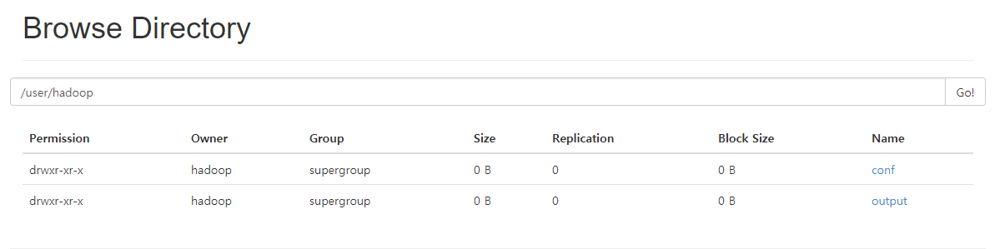 Browse Directory
/user/hadoop Go!
Permission Owner Group Size Replication Block Size Name
drwxr-xr-x hadoop supergroup 0 B 0 0 B conf
drwxr-xr-x hadoop supergroup 0 B 0 0 B output